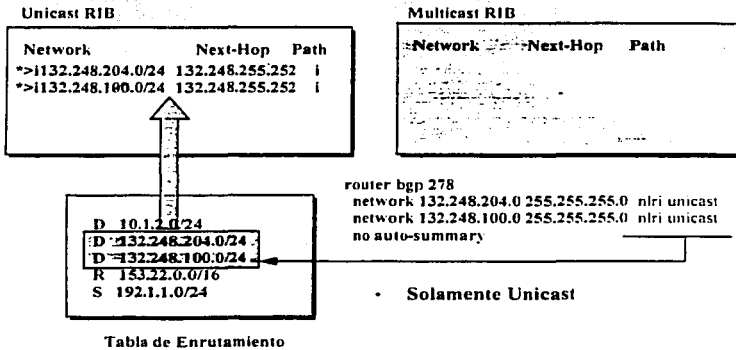 Unicast RIB
Network Next-Hop Path
*>i132.248.204.0/24 132.248.255.252 i
*>i132.248.100.0/24 132.248.255.252 i
Multicast RIB
Network Next-Hop Path
router bgp 278
network 132.248.204.0 255.255.255.0 nlri unicast
network 132.248.100.0 255.255.255.0 nlri unicast
no auto-summary
D 10.1.2.0/24
D 132.248.204.0/24
D 132.248.100.0/24
R 153.22.0.0/16
S 192.1.1.0/24
• Solamente Unicast
Tabla de Enrutamiento